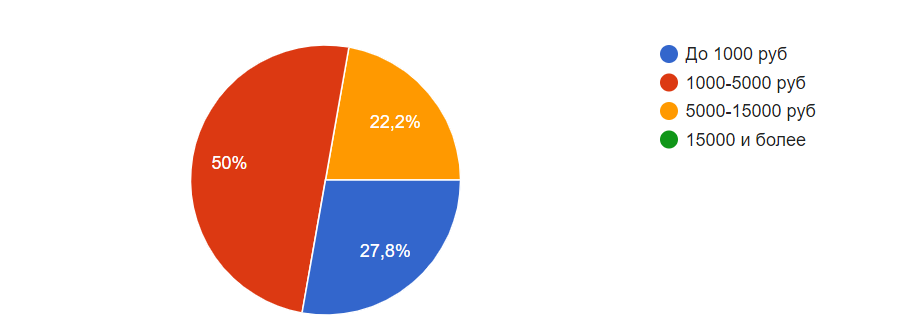 До 1000 руб
1000-5000 руб
5000-15000 руб
15000 и более
22,2%
50%
27,8%